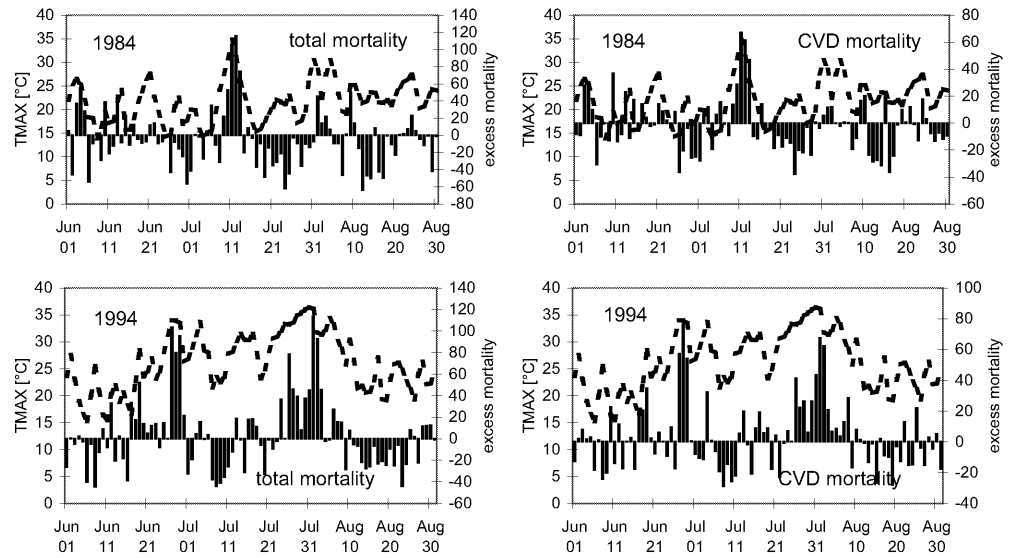 40 140 40 80
35 1984 total mortality 120 35 1984 CVD mortality 60
30 100 30
25 80 25 40
20 60 20 20
15 40 15 0
10 20 10 -20
5 0 5 -40
0 -20 0 -60
-40
-60
-80
TMAX [°C]
excess mortality
TMAX [°C]
excess mortality
Jun Jun Jun Jul Jul Jul Jul Aug Aug Aug Jun Jun Jun Jul Jul Jul Jul Aug Aug Aug
01 11 21 01 11 21 31 10 20 30 01 11 21 01 11 21 31 10 20 30
40 140 40 100
35 1994 120 35 1994 80
30 100 30 60
25 80 25 40
20 60 20 20
15 40 15 0
10 20 10 -20
5 0 5 -40
0 -20 0
-40
-60
total mortality CVD mortality
TMAX [°C]
excess mortality
TMAX [°C]
excess mortality
Jun Jun Jun Jul Jul Jul Jul Aug Aug Aug Jun Jun Jun Jul Jul Jul Jul Aug Aug Aug
01 11 21 01 11 21 31 10 20 30 01 11 21 01 11 21 31 10 20 30